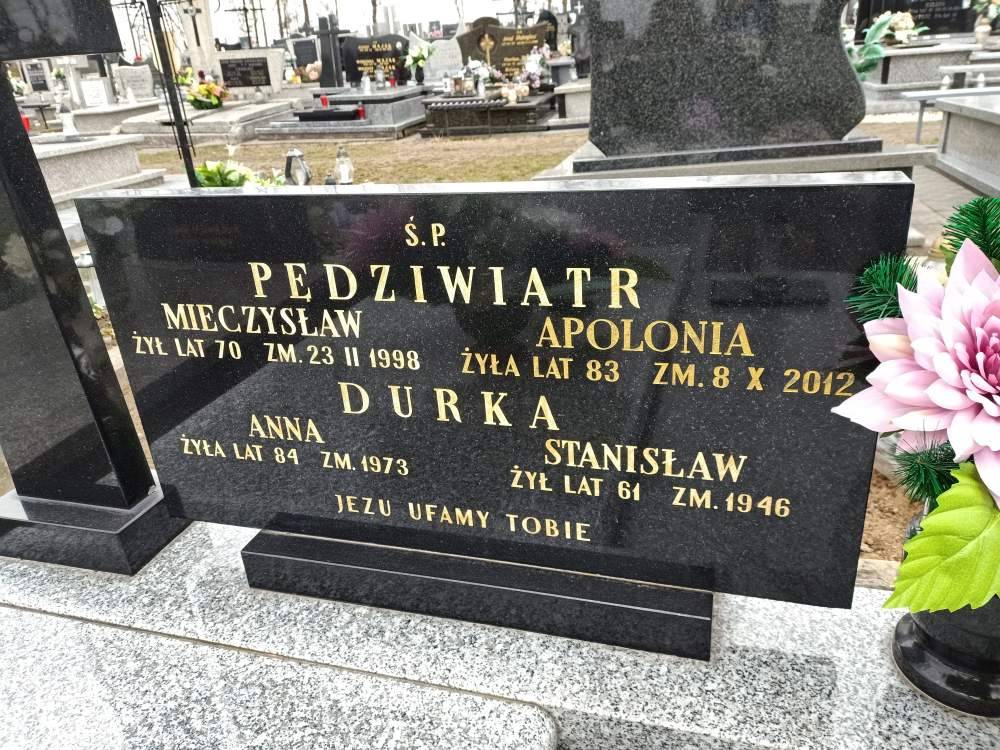 Ś.P.
PĘDZIWIATR
MIECZYSŁAW
ŻYŁ LAT 70 ZM. 23 II 1998
APOLONIA
ŻYŁA LAT 83 ZM. 8 X 2012
DURKA
ANNA
ŻYŁA LAT 84 ZM. 1973
STANISŁAW
ŻYŁ LAT 61 ZM. 1946
JEZU UFAMY TOBIE